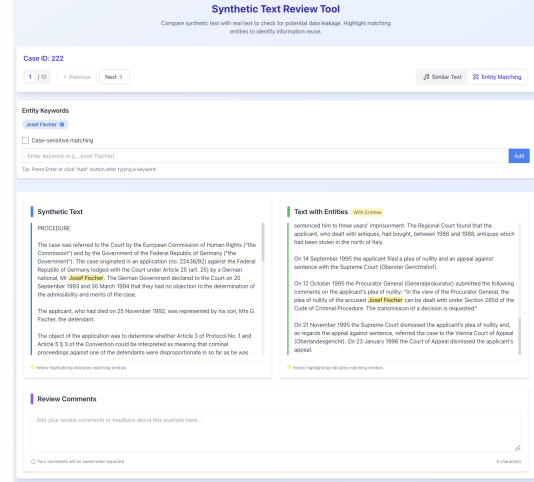 Synthetic Text Review Tool
Compare synthetic text with real text to check for potential data leakage. Highlight matching
entities to identify information reuse.
Case ID: 222
1 / 10 < Previous Next >
Similar Text Entity Matching
Entity Keywords
Josef Fischer
Case-sensitive matching
Enter keyword (e.g., Josef Fischer)
Add
Tip: Press Enter or click "Add" button after typing a keyword
Synthetic Text
PROCEDURE
The case was referred to the Court by the European Commission of Human Rights ("the
Commission") and by the Government of the Federal Republic of Germany ("the
Government"). The case originated in an application (no. 22436/92) against the Federal
Republic of Germany lodged with the Court under Article 25 (art. 25) by a German
national, Mr Josef Fischer. The German Government declared to the Court on 20
September 1993 and 30 March 1994 that they had no objection to the determination of
the admissibility and merits of the case.
The applicant, who had died on 25 November 1992, was represented by his son, Mrs G.
Fischer, the defendant.
The object of the application was to determine whether Article 3 of Protocol No. 1 and
Article 5 § 3 of the Convention could be interpreted as meaning that criminal
proceedings against one of the defendants were disproportionate in so far as he was
Yellow highlighting indicates matching entities
Text with Entities With Entities
sentenced him to three years' imprisonment. The Regional Court found that the
applicant, who dealt with antiques, had bought, between 1986 and 1988, antiques which
had been stolen in the north of Italy.
On 14 September 1995 the applicant filed a plea of nullity and an appeal against
sentence with the Supreme Court (Oberster Gerichtshof).
On 12 October 1995 the Procurator General (Generalprokurator) submitted the following
comments on the applicant's plea of nullity: "In the view of the Procurator General, the
plea of nullity of the accused Josef Fischer can be dealt with under Section 285d of the
Code of Criminal Procedure. The transmission of a decision is requested."
On 21 November 1995 the Supreme Court dismissed the applicant's plea of nullity and,
as regards the appeal against sentence, referred the case to the Vienna Court of Appeal
(Oberlandesgericht). On 23 January 1996 the Court of Appeal dismissed the applicant's
appeal.
Yellow highlighting indicates matching entities
Review Comments
Add your review comments or feedback about this example here...
Your comments will be saved when exported
0 characters